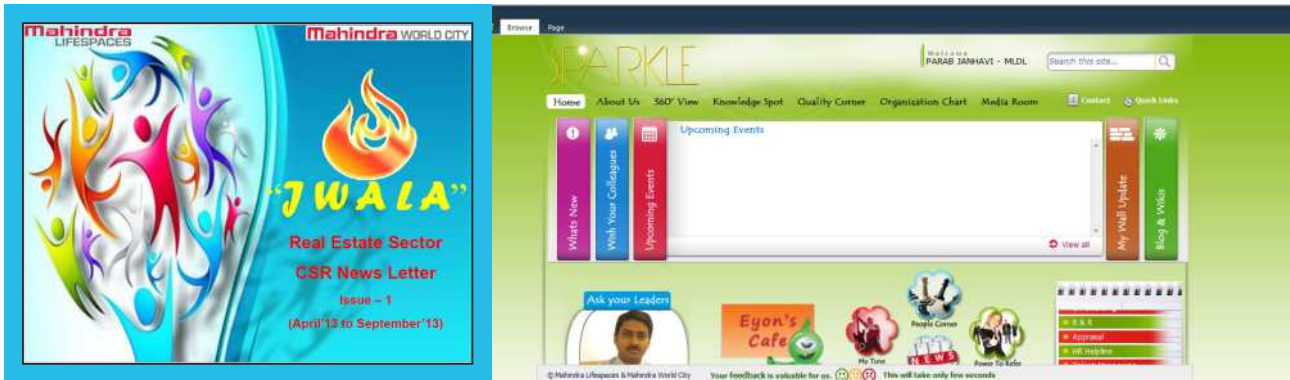 Mahindra
LIFESPACES
Mahindra WORLD CITY
"JWALA"
Real Estate Sector
CSR News Letter
Issue – 1
(April'13 to September'13)
Browse Page
SPARKLE
Welcome
PARAB JANHAVI - MLDL
Search this site...
Home About Us 360° View Knowledge Spot Quality Corner Organization Chart Media Room Contact Quick Links
Whats New
Wish Your Colleagues
Upcoming Events
Upcoming Events
View all
My Wall Update
Blog & Wikis
Ask your Leaders
Eyon's
Cafe
People Corner
My Tune
NEWS
Power To Refer
R & R
Appraisal
HR Helpline
© Mahindra Lifespaces & Mahindra World City Your feedback is valuable for us. This will take only few seconds